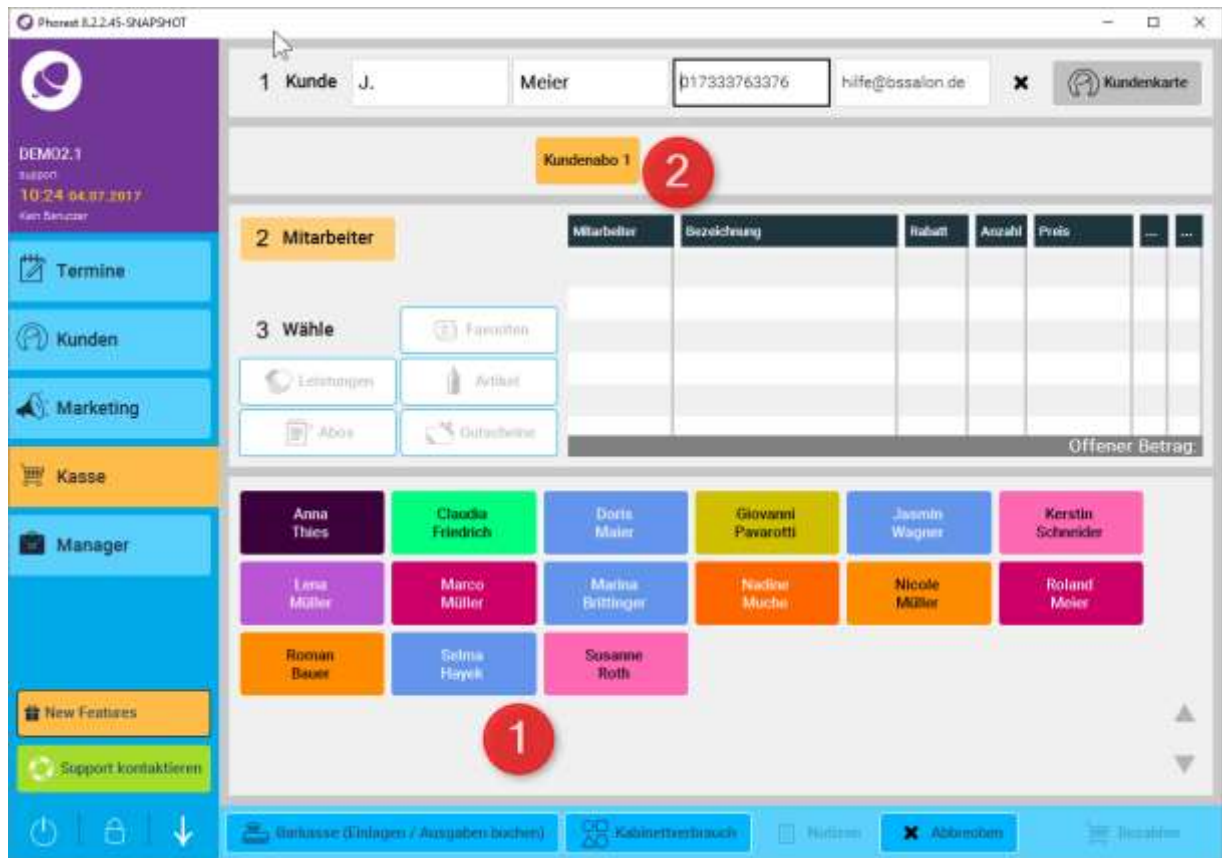 Phorest 8.2.2.45-SNAPSHOT
1 Kunde J. Meier 017333763376 hilfe@bssalon.de Kundenkarte
DEMO2.1
support
10:24 04.07.2017
Kein Benutzer
Kundenabo 1
2
2 Mitarbeiter
Mitarbeiter Bezeichnung Rabatt Anzahl Preis ... ...
Termine
Kunden
Marketing
Kasse
Manager
3 Wähle
Favoriten
Leistungen
Artikel
Abos
Gutscheine
Offener Betrag:
Anna Thies
Claudia Friedrich
Doris Maier
Giovanni Pavarotti
Jasmin Wagner
Kerstin Schneider
Lena Müller
Marco Müller
Marina Brittinger
Nadine Muche
Nicole Müller
Roland Meier
Roman Bauer
Selma Hayek
Susanne Roth
1
New Features
Support kontaktieren
Barkasse (Einlagen / Ausgaben buchen)
Kabinettverbrauch
Notizen
Abbrechen
Bezahlen